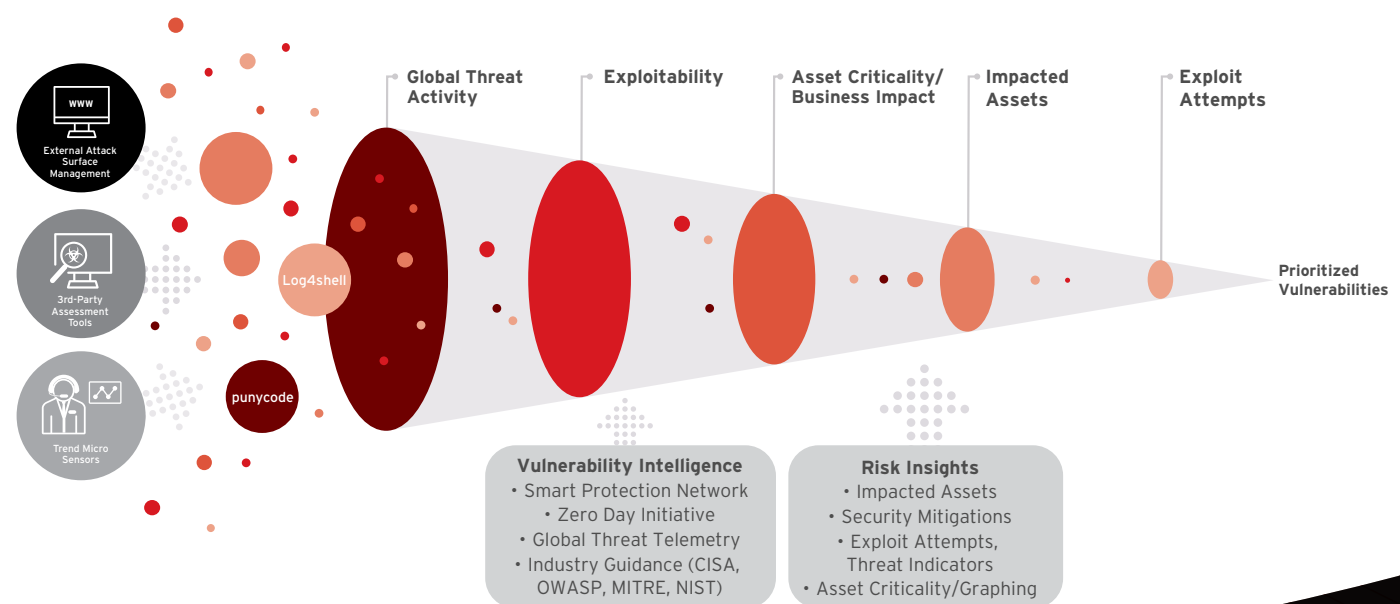 www
External Attack
Surface
Management
3rd-Party
Assessment
Tools
Trend Micro
Sensors
Log4shell
punycode
Global Threat
Activity
Exploitability
Asset Criticality/
Business Impact
Impacted
Assets
Exploit
Attempts
Prioritized
Vulnerabilities
Vulnerability Intelligence
• Smart Protection Network
• Zero Day Initiative
• Global Threat Telemetry
• Industry Guidance (CISA,
OWASP, MITRE, NIST)
Risk Insights
• Impacted Assets
• Security Mitigations
• Exploit Attempts,
Threat Indicators
• Asset Criticality/Graphing